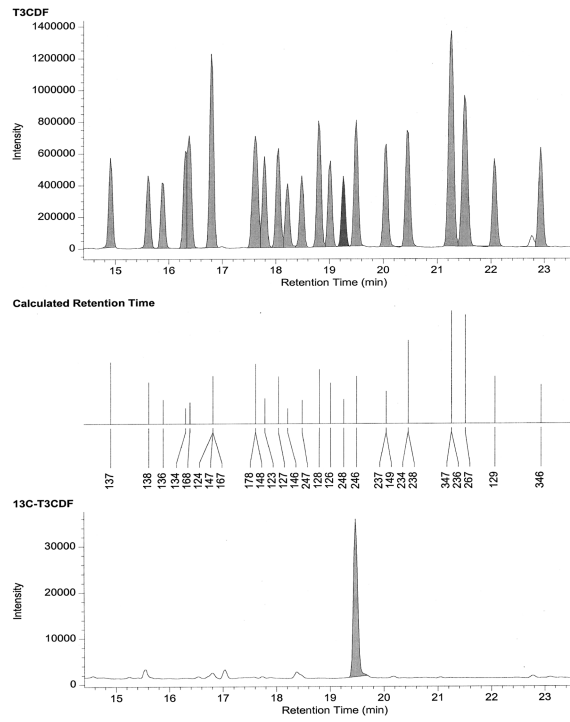 T3CDF
1400000
1200000
1000000
800000
600000
400000
200000
0
Intensity
15 16 17 18 19 20 21 22 23
Retention Time (min)
Calculated Retention Time
137 138 136 134 168 124 147 167 178 148 123 127 146 247 128 126 248 246 237 149 234 238 347 236 267 129 346
13C-T3CDF
30000
20000
10000
0
Intensity
15 16 17 18 19 20 21 22 23
Retention Time (min)